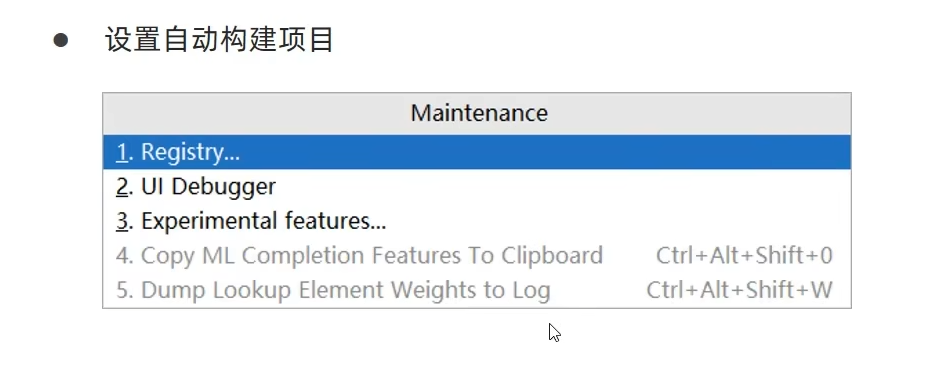 ● 设置自动构建项目
Maintenance
1. Registry...
2. UI Debugger
3. Experimental features...
4. Copy ML Completion Features To Clipboard Ctrl+Alt+Shift+0
5. Dump Lookup Element Weights to Log Ctrl+Alt+Shift+W